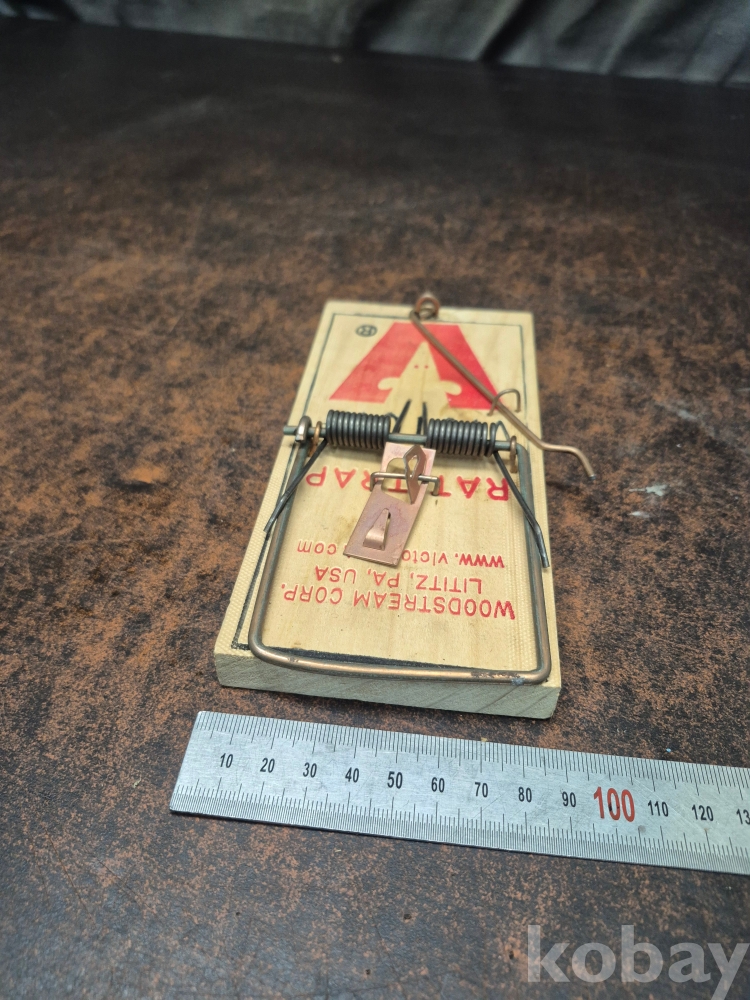 ®
RAT TRAP
WOODSTREAM CORP.
LITITZ, PA, USA
www.victo com
10 20 30 40 50 60 70 80 90 100 110 120
kobay